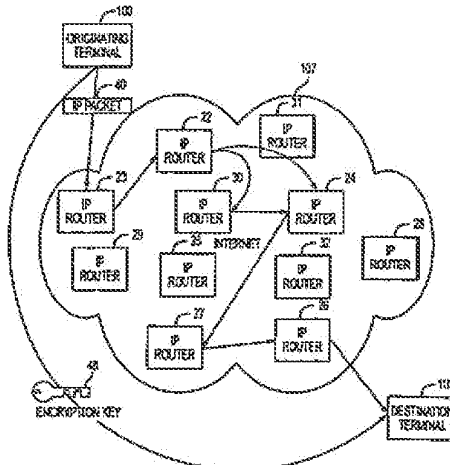 100
ORIGINATING
TERMINAL
40
IP PACKET
107
31
IP
ROUTER
22
IP
ROUTER
23
IP
ROUTER
30
IP
ROUTER
24
IP
ROUTER
29
IP
ROUTER
INTERNET
IP
ROUTER
32
IP
ROUTER
28
IP
ROUTER
27
IP
ROUTER
26
IP
ROUTER
48
ENCRYPTION KEY
DESTINATION
TERMINAL